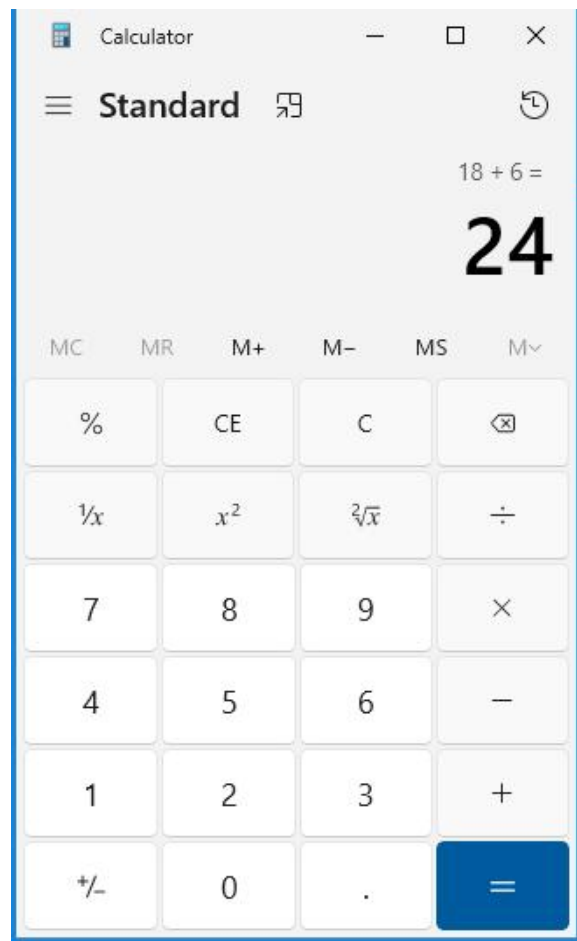 Calculator
Standard
18 + 6 =
24
MC MR M+ M− MS M
% CE C
¹/x x² ²√x ÷
7 8 9 ×
4 5 6 −
1 2 3 +
+/− 0 . =